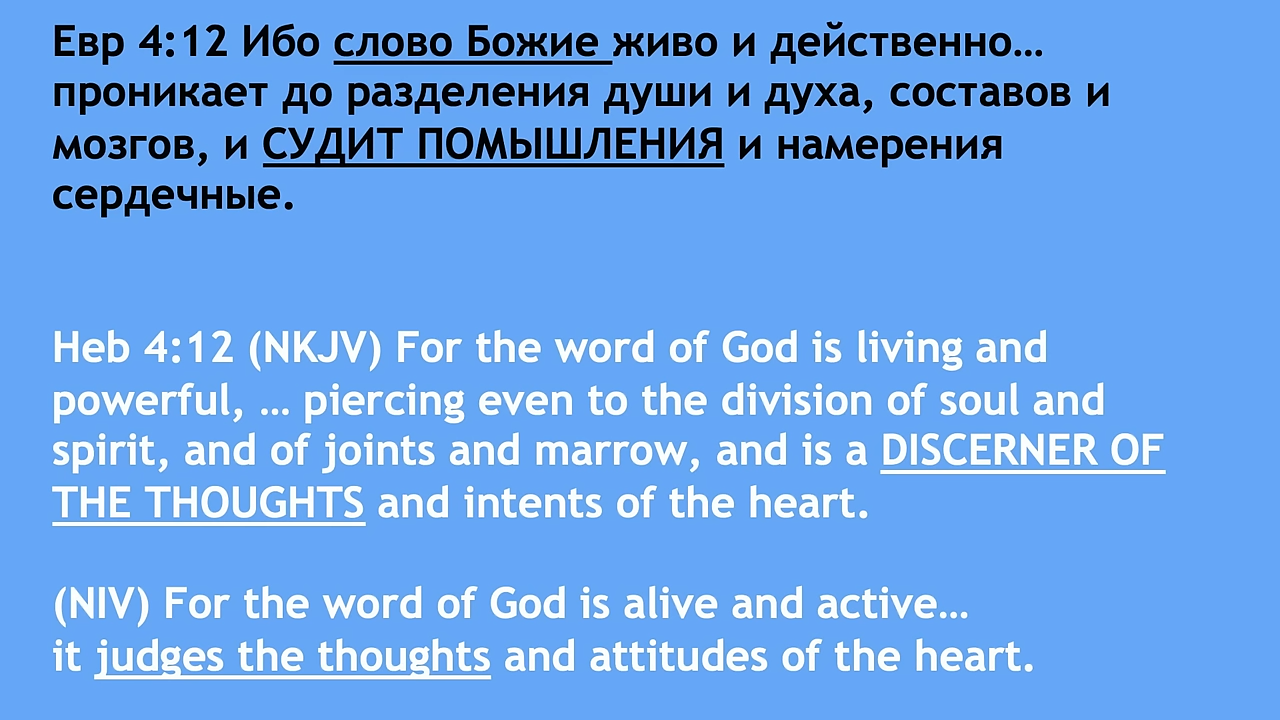 Евр 4:12 Ибо слово Божие живо и действенно…
проникает до разделения души и духа, составов и
мозгов, и СУДИТ ПОМЫШЛЕНИЯ и намерения
сердечные.
Heb 4:12 (NKJV) For the word of God is living and
powerful, … piercing even to the division of soul and
spirit, and of joints and marrow, and is a DISCERNER OF
THE THOUGHTS and intents of the heart.
(NIV) For the word of God is alive and active…
it judges the thoughts and attitudes of the heart.